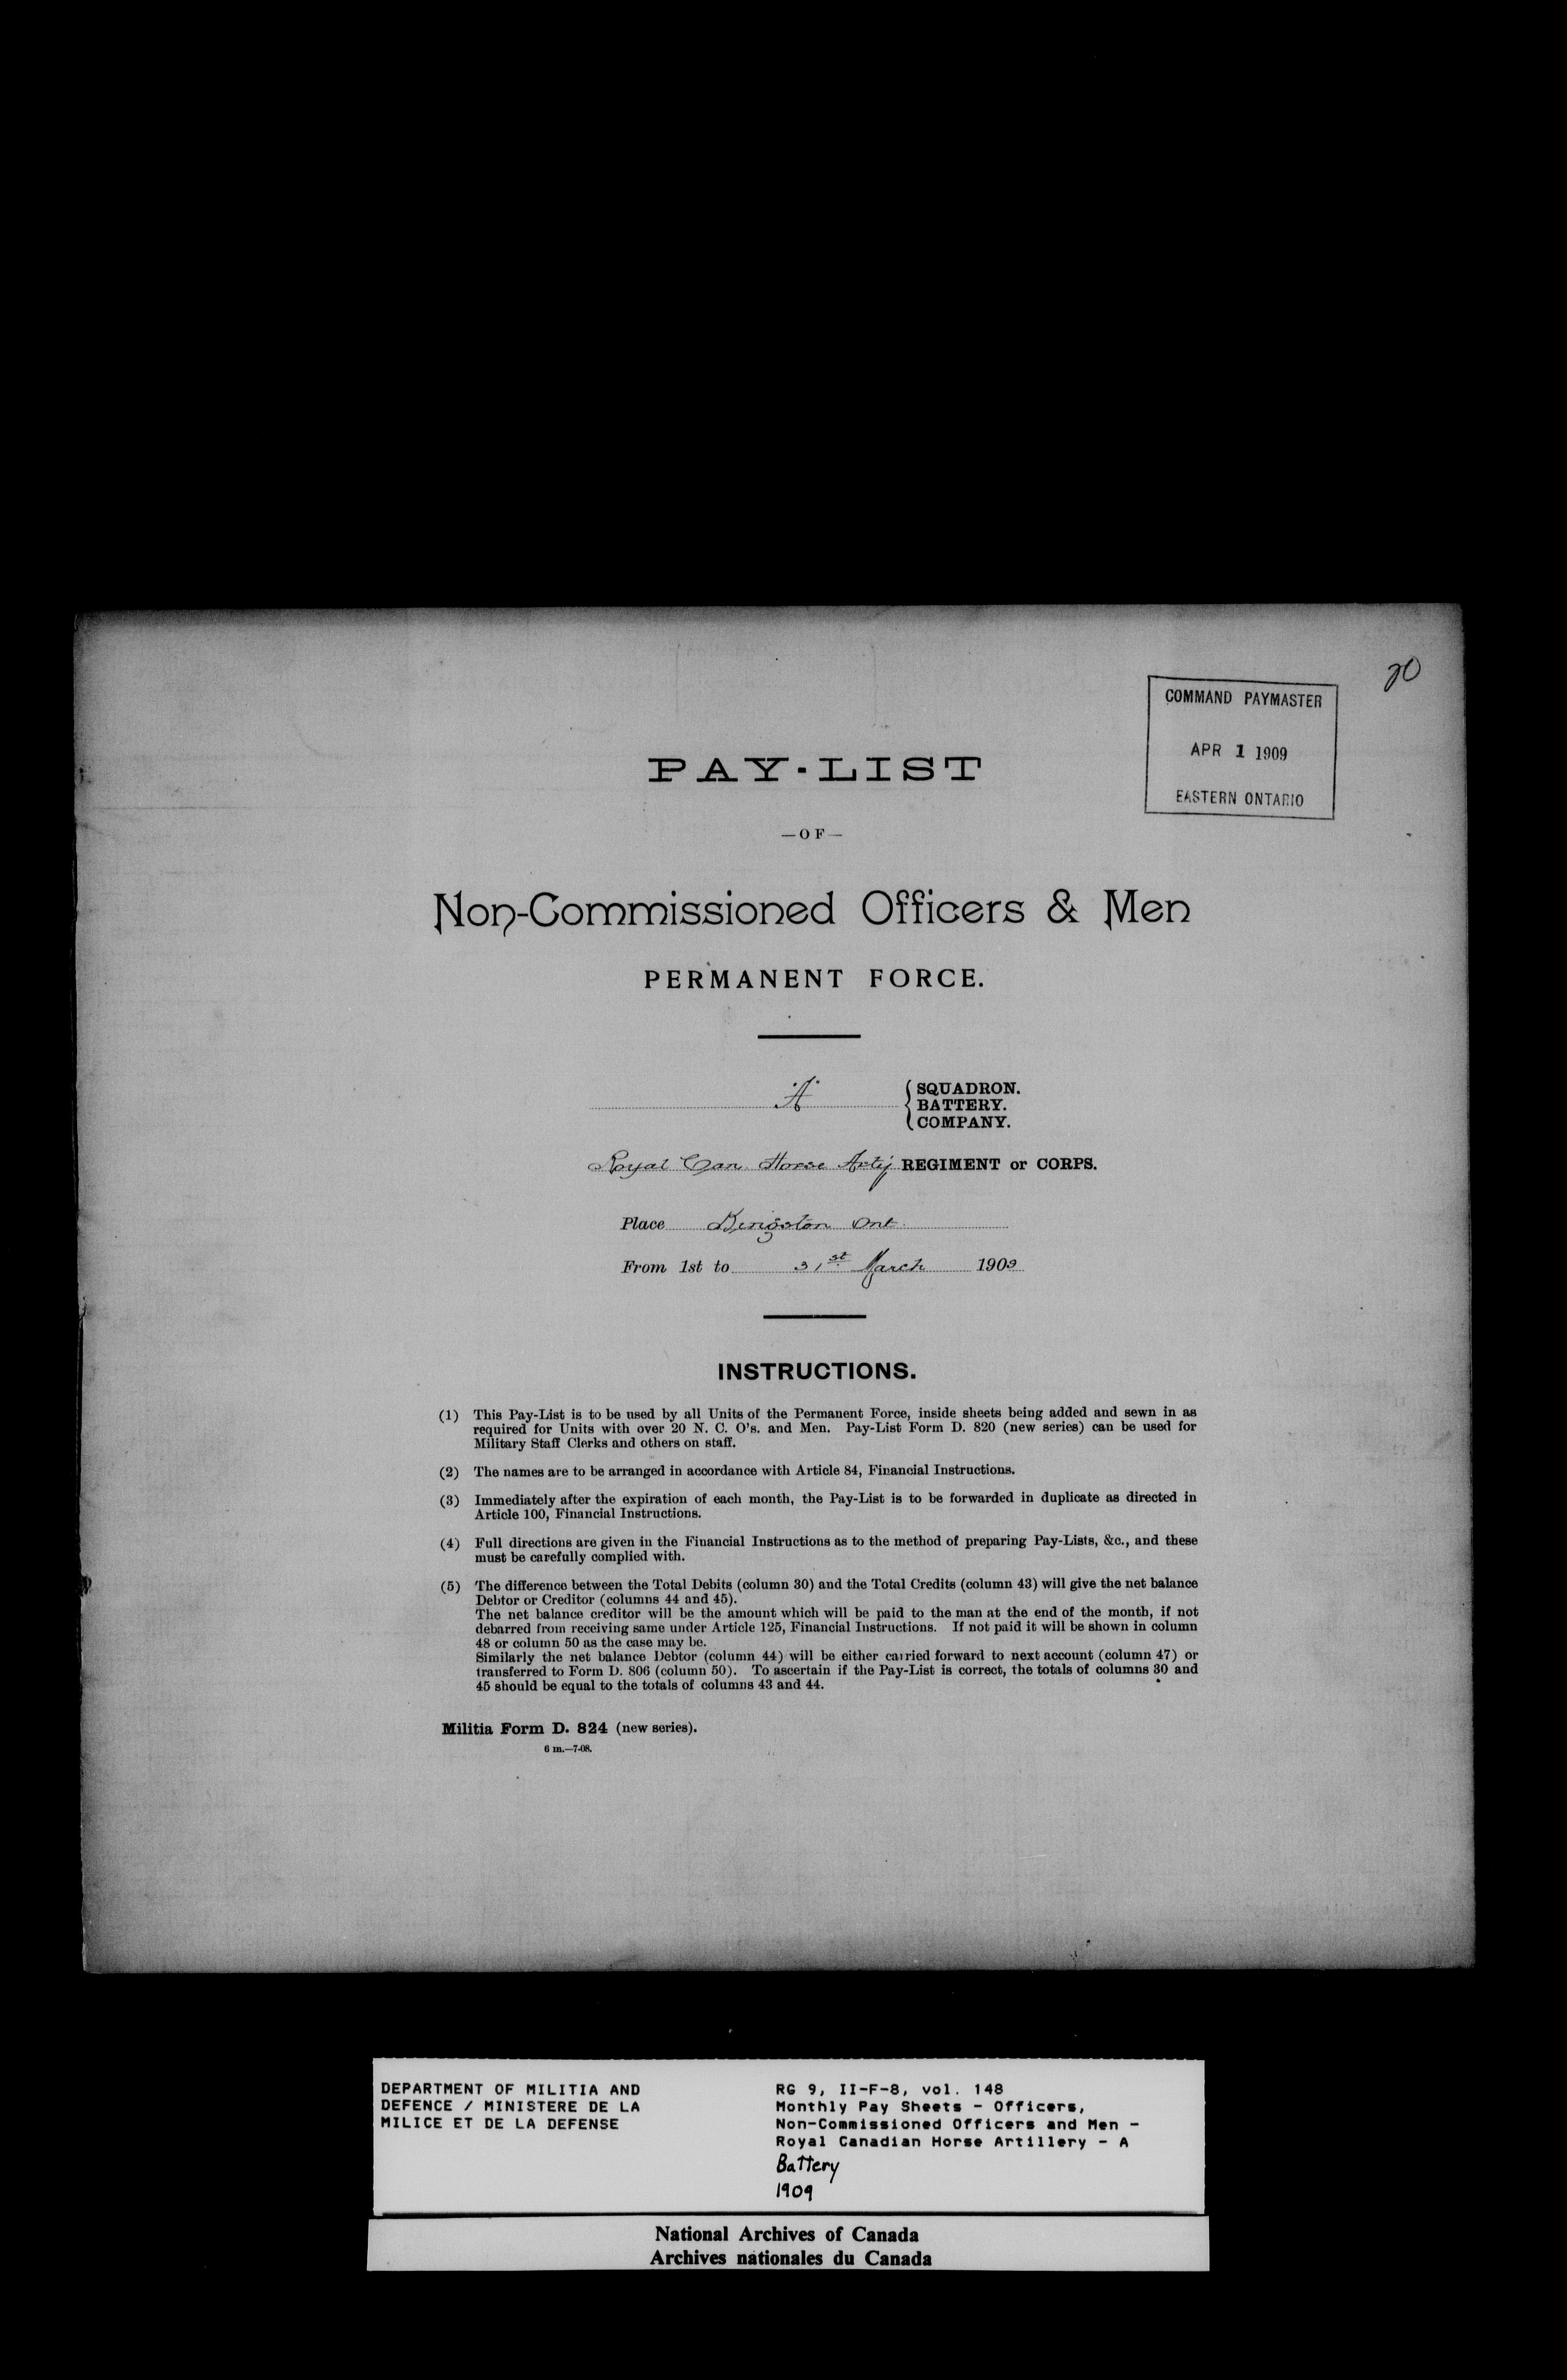 20
COMMAND PAYMASTER
APR 1 1909
EASTERN ONTARIO
PAY-LIST
—OF—
Non-Commissioned Officers & Men
PERMANENT FORCE.
"A" { SQUADRON.
BATTERY.
COMPANY.
Royal Can Horse Arty REGIMENT or CORPS.
Place Kingston Ont.
From 1st to 31st March 1909
INSTRUCTIONS.
(1) This Pay-List is to be used by all Units of the Permanent Force, inside sheets being added and sewn in as
required for Units with over 20 N. C. O's. and Men. Pay-List Form D. 820 (new series) can be used for
Military Staff Clerks and others on staff.
(2) The names are to be arranged in accordance with Article 84, Financial Instructions.
(3) Immediately after the expiration of each month, the Pay-List is to be forwarded in duplicate as directed in
Article 100, Financial Instructions.
(4) Full directions are given in the Financial Instructions as to the method of preparing Pay-Lists, &c., and these
must be carefully complied with.
(5) The difference between the Total Debits (column 30) and the Total Credits (column 43) will give the net balance
Debtor or Creditor (columns 44 and 45).
The net balance creditor will be the amount which will be paid to the man at the end of the month, if not
debarred from receiving same under Article 125, Financial Instructions. If not paid it will be shown in column
48 or column 50 as the case may be.
Similarly the net balance Debtor (column 44) will be either carried forward to next account (column 47) or
transferred to Form D. 806 (column 50). To ascertain if the Pay-List is correct, the totals of columns 30 and
45 should be equal to the totals of columns 43 and 44.
Militia Form D. 824 (new series).
6 m.—7-08.
DEPARTMENT OF MILITIA AND
DEFENCE / MINISTERE DE LA
MILICE ET DE LA DEFENSE
RG 9, II-F-8, vol. 148
Monthly Pay Sheets - Officers,
Non-Commissioned Officers and Men -
Royal Canadian Horse Artillery - A
Battery
1909
National Archives of Canada
Archives nationales du Canada